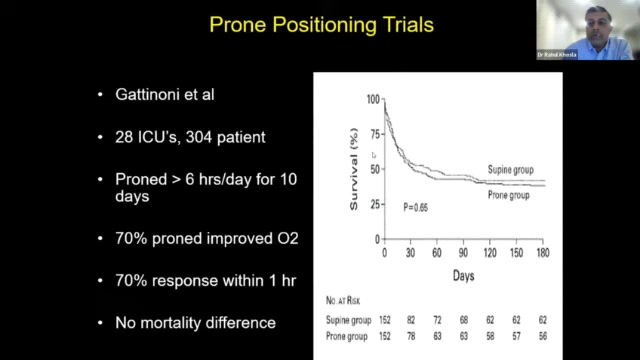 Prone Positioning Trials
Dr Rahul Khosla
• Gattinoni et al
• 28 ICU's, 304 patient
• Proned > 6 hrs/day for 10
days
• 70% proned improved O2
• 70% response within 1 hr
• No mortality difference
100
75
50
25
0
Survival (%)
Supine group
Prone group
P=0.65
0 30 60 90 120 150 180
Days
No. at Risk
Supine group 152 82 72 68 62 62 62
Prone group 152 78 63 63 58 57 56